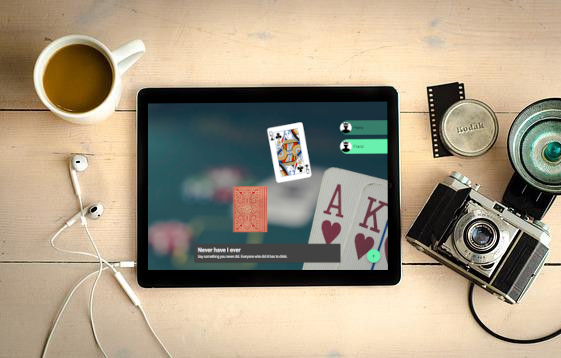 Never have I ever
Say something you never did. Everyone who did it has to drink.
A
K
Kodak